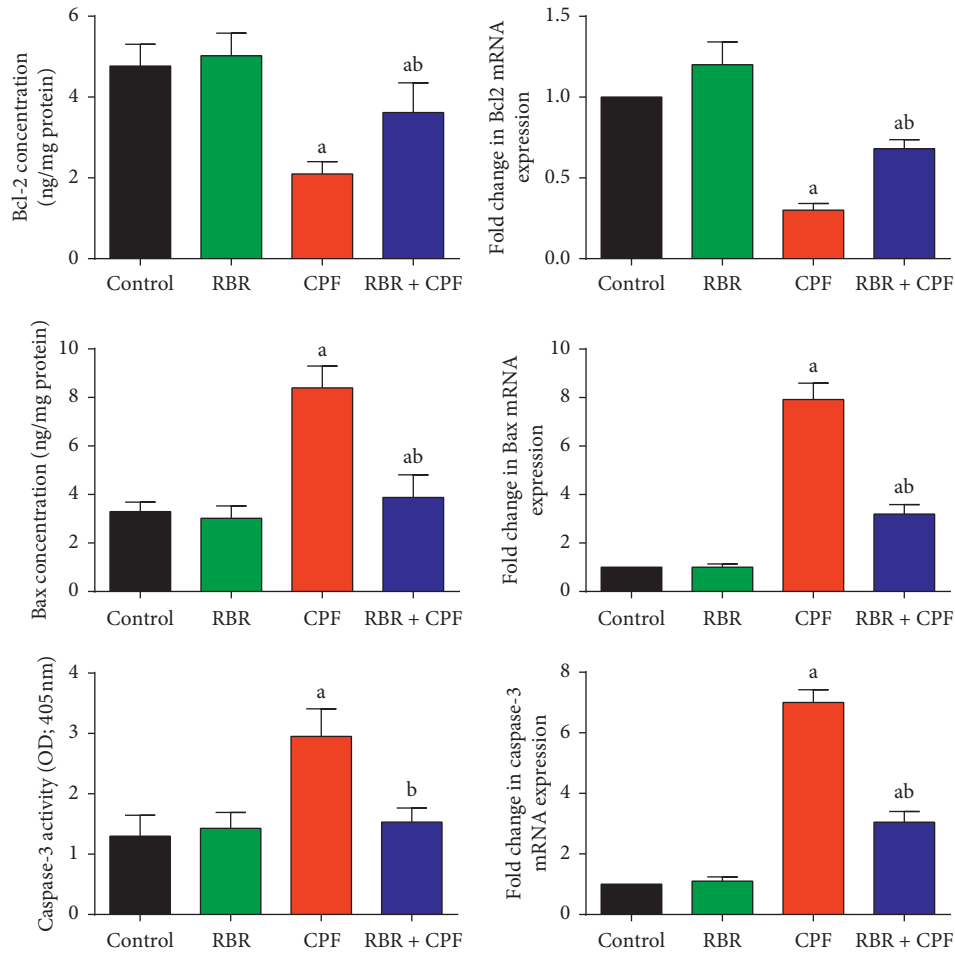 Bcl-2 concentration
(ng/mg protein)
6
4
2
0
a
ab
Control RBR CPF RBR + CPF
Fold change in Bcl2 mRNA
expression
1.5
1.0
0.5
0.0
a
ab
Control RBR CPF RBR + CPF
Bax concentration (ng/mg protein)
10
8
6
4
2
0
a
ab
Control RBR CPF RBR + CPF
Fold change in Bax mRNA
expression
10
8
6
4
2
0
a
ab
Control RBR CPF RBR + CPF
Caspase-3 activity (OD; 405nm)
4
3
2
1
0
a
b
Control RBR CPF RBR + CPF
Fold change in caspase-3
mRNA expression
8
6
4
2
0
a
ab
Control RBR CPF RBR + CPF